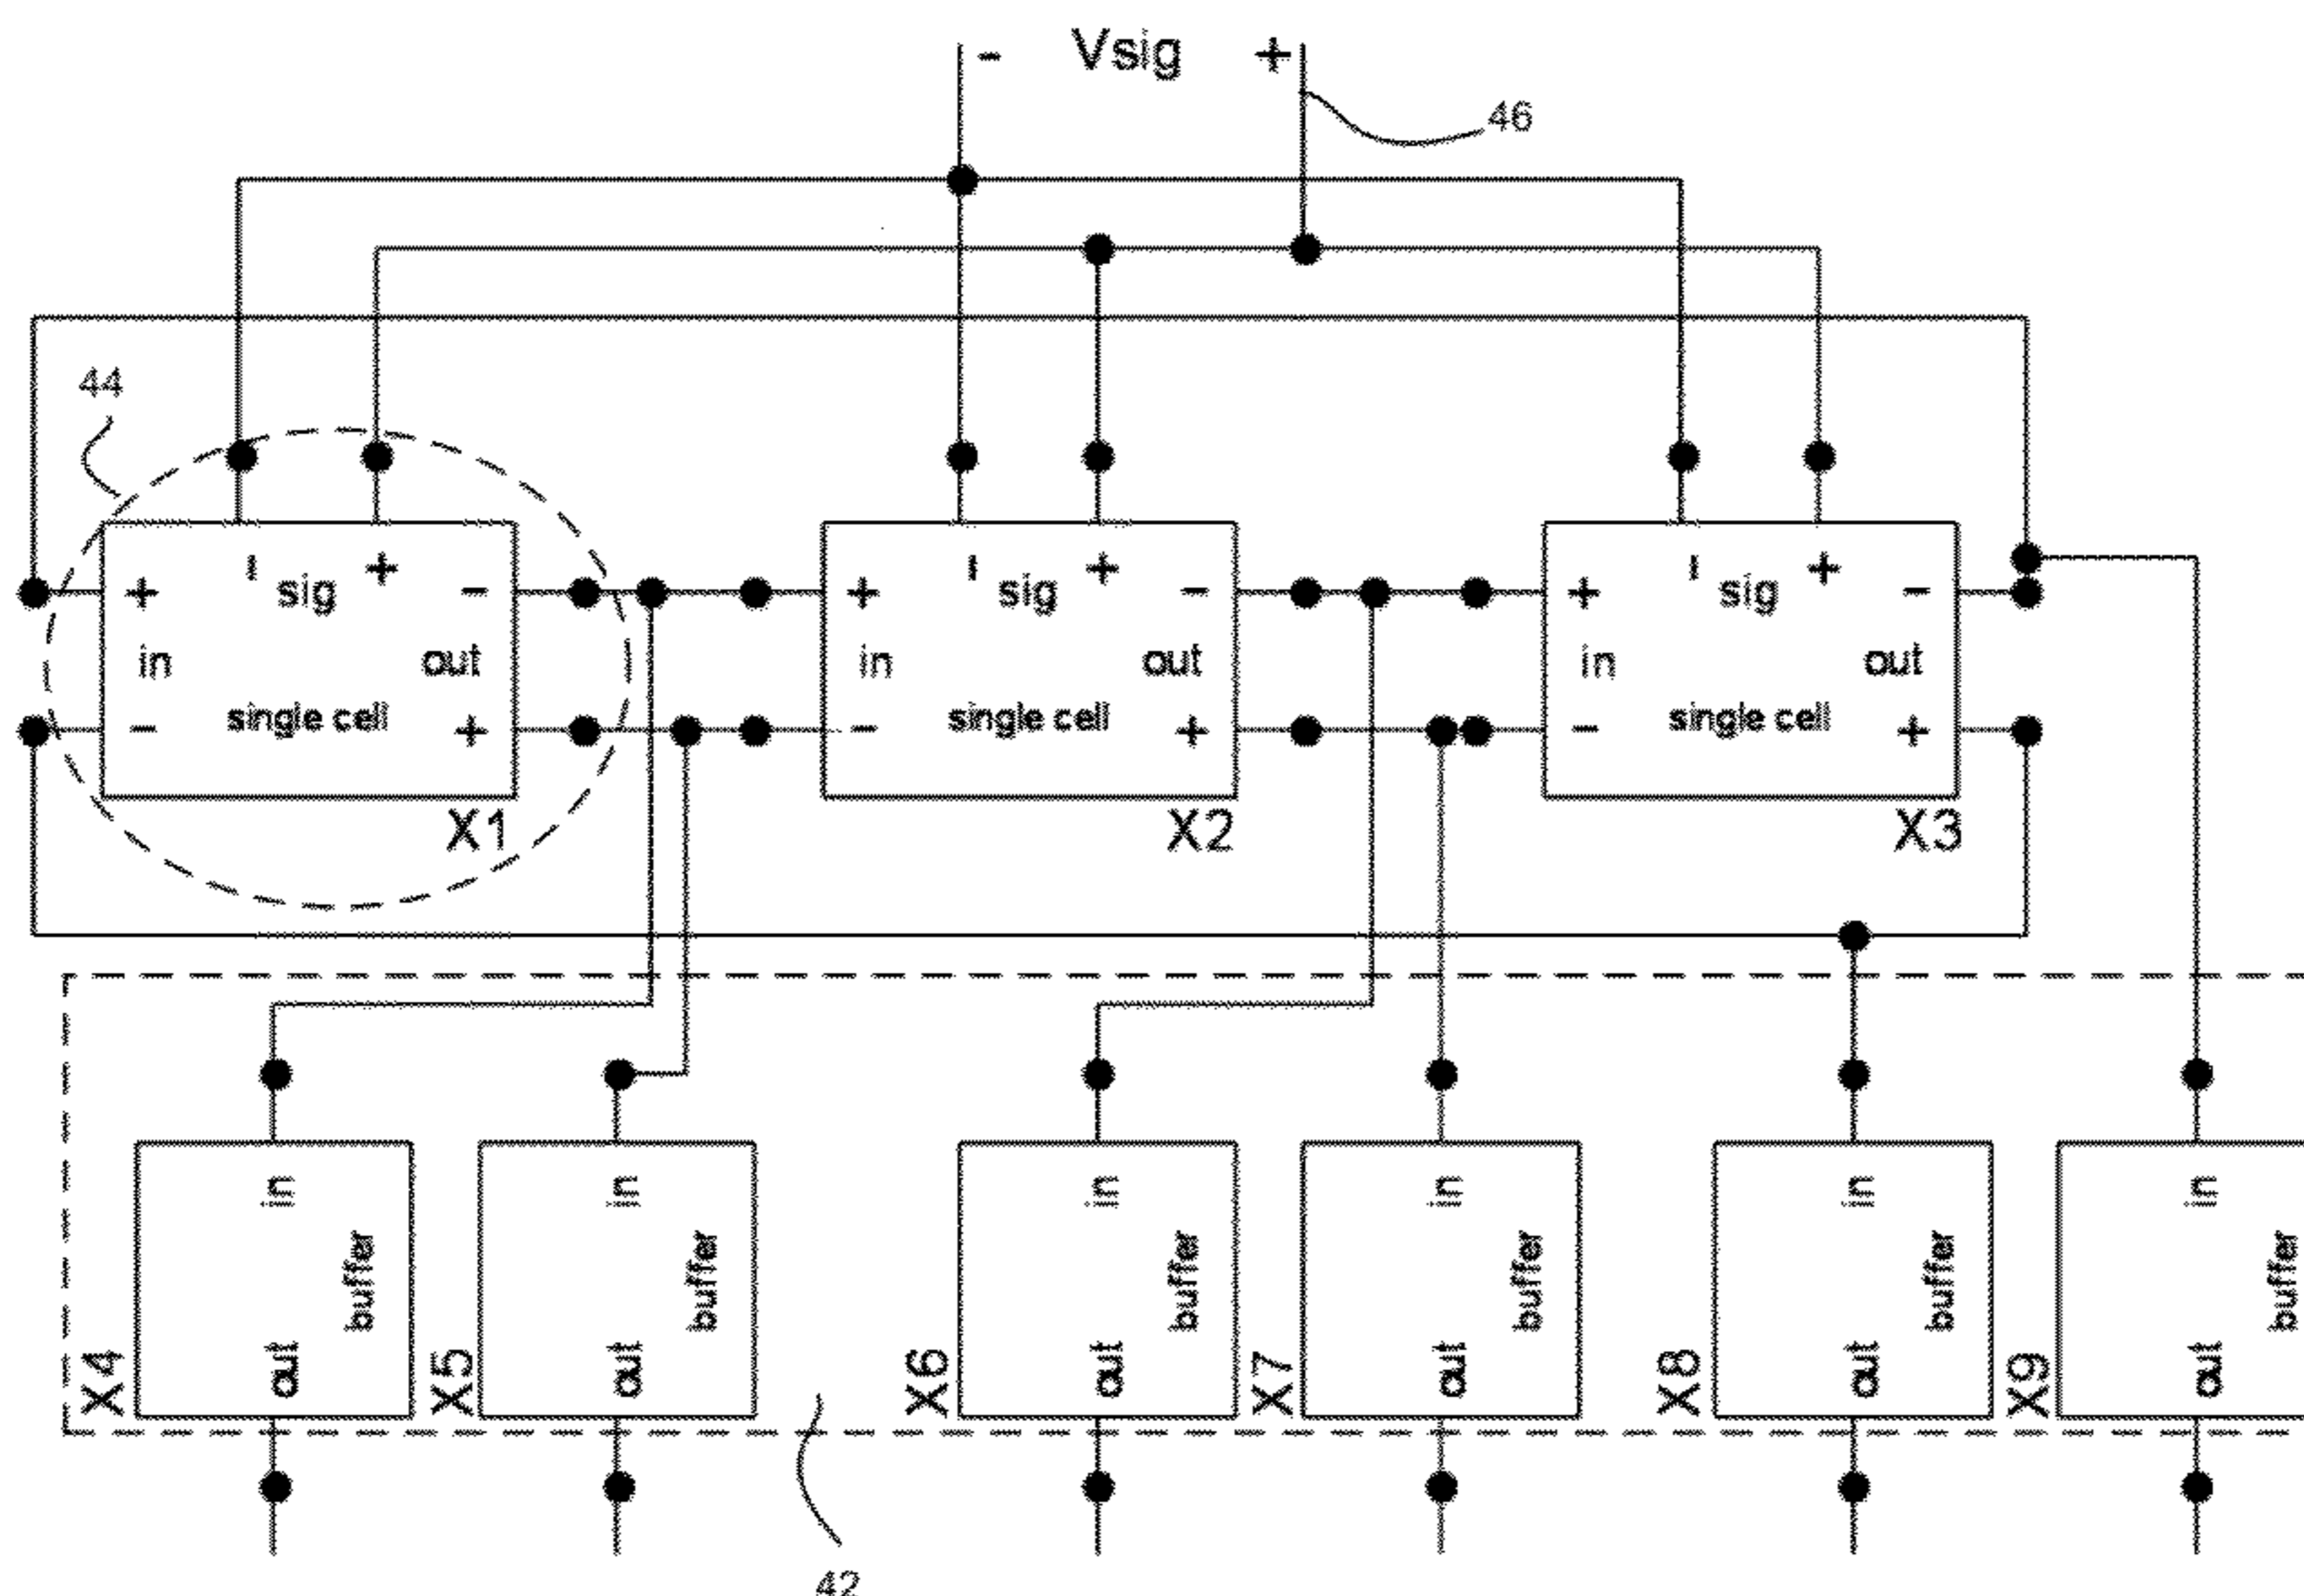 - Vsig +
46
44
- sig +
+ in -
- out +
single cell
X1
- sig +
+ in -
- out +
single cell
X2
- sig +
+ in -
- out +
single cell
X3
in
buffer
out
X4
in
buffer
out
X5
in
buffer
out
X6
in
buffer
out
X7
in
buffer
out
X8
in
buffer
out
X9
42